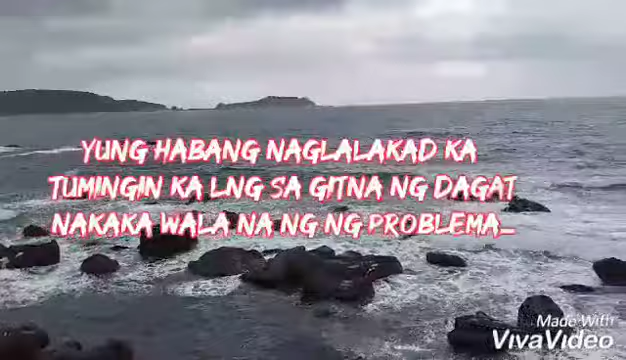 YUNG HABANG NAGLALAKAD KA
TUMINGIN KA LNG SA GITNA NG DAGAT
NAKAKA WALA NA NG NG PROBLEMA...
Made With
VivaVideo